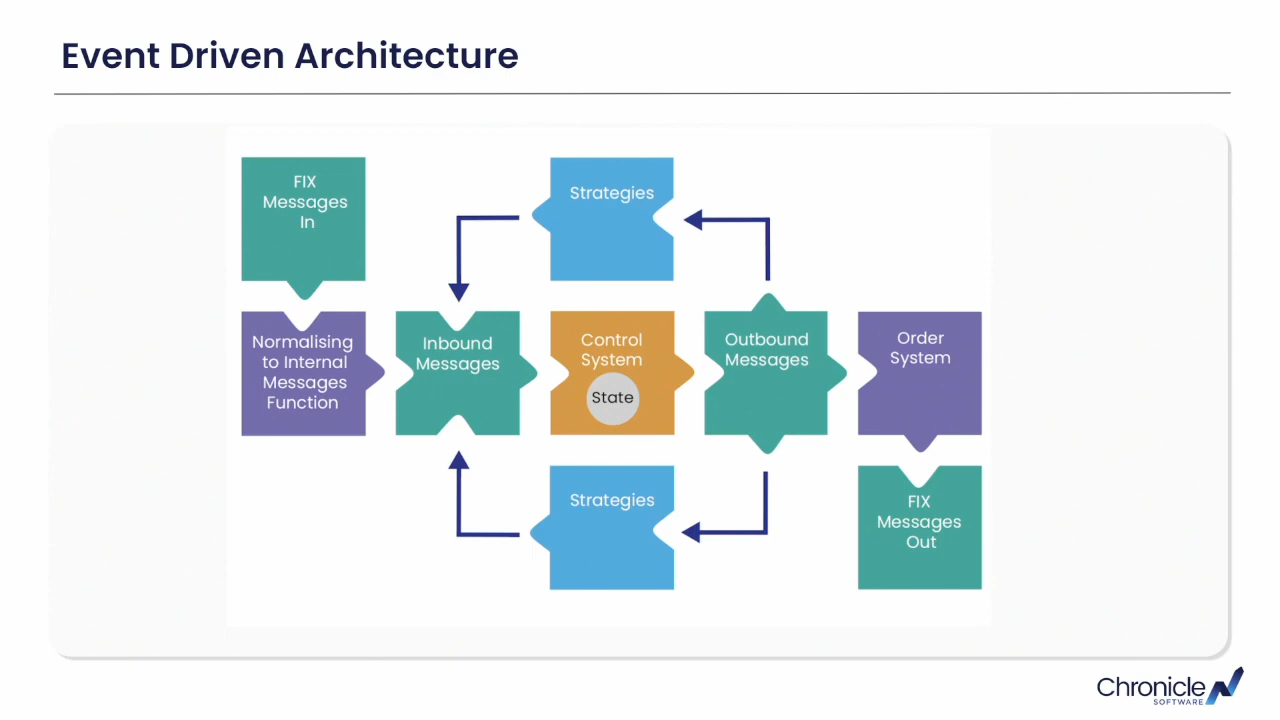 Event Driven Architecture
FIX
Messages
In
Strategies
Normalising
to Internal
Messages
Function
Inbound
Messages
Control
System
State
Outbound
Messages
Order
System
Strategies
FIX
Messages
Out
Chronicle
SOFTWARE